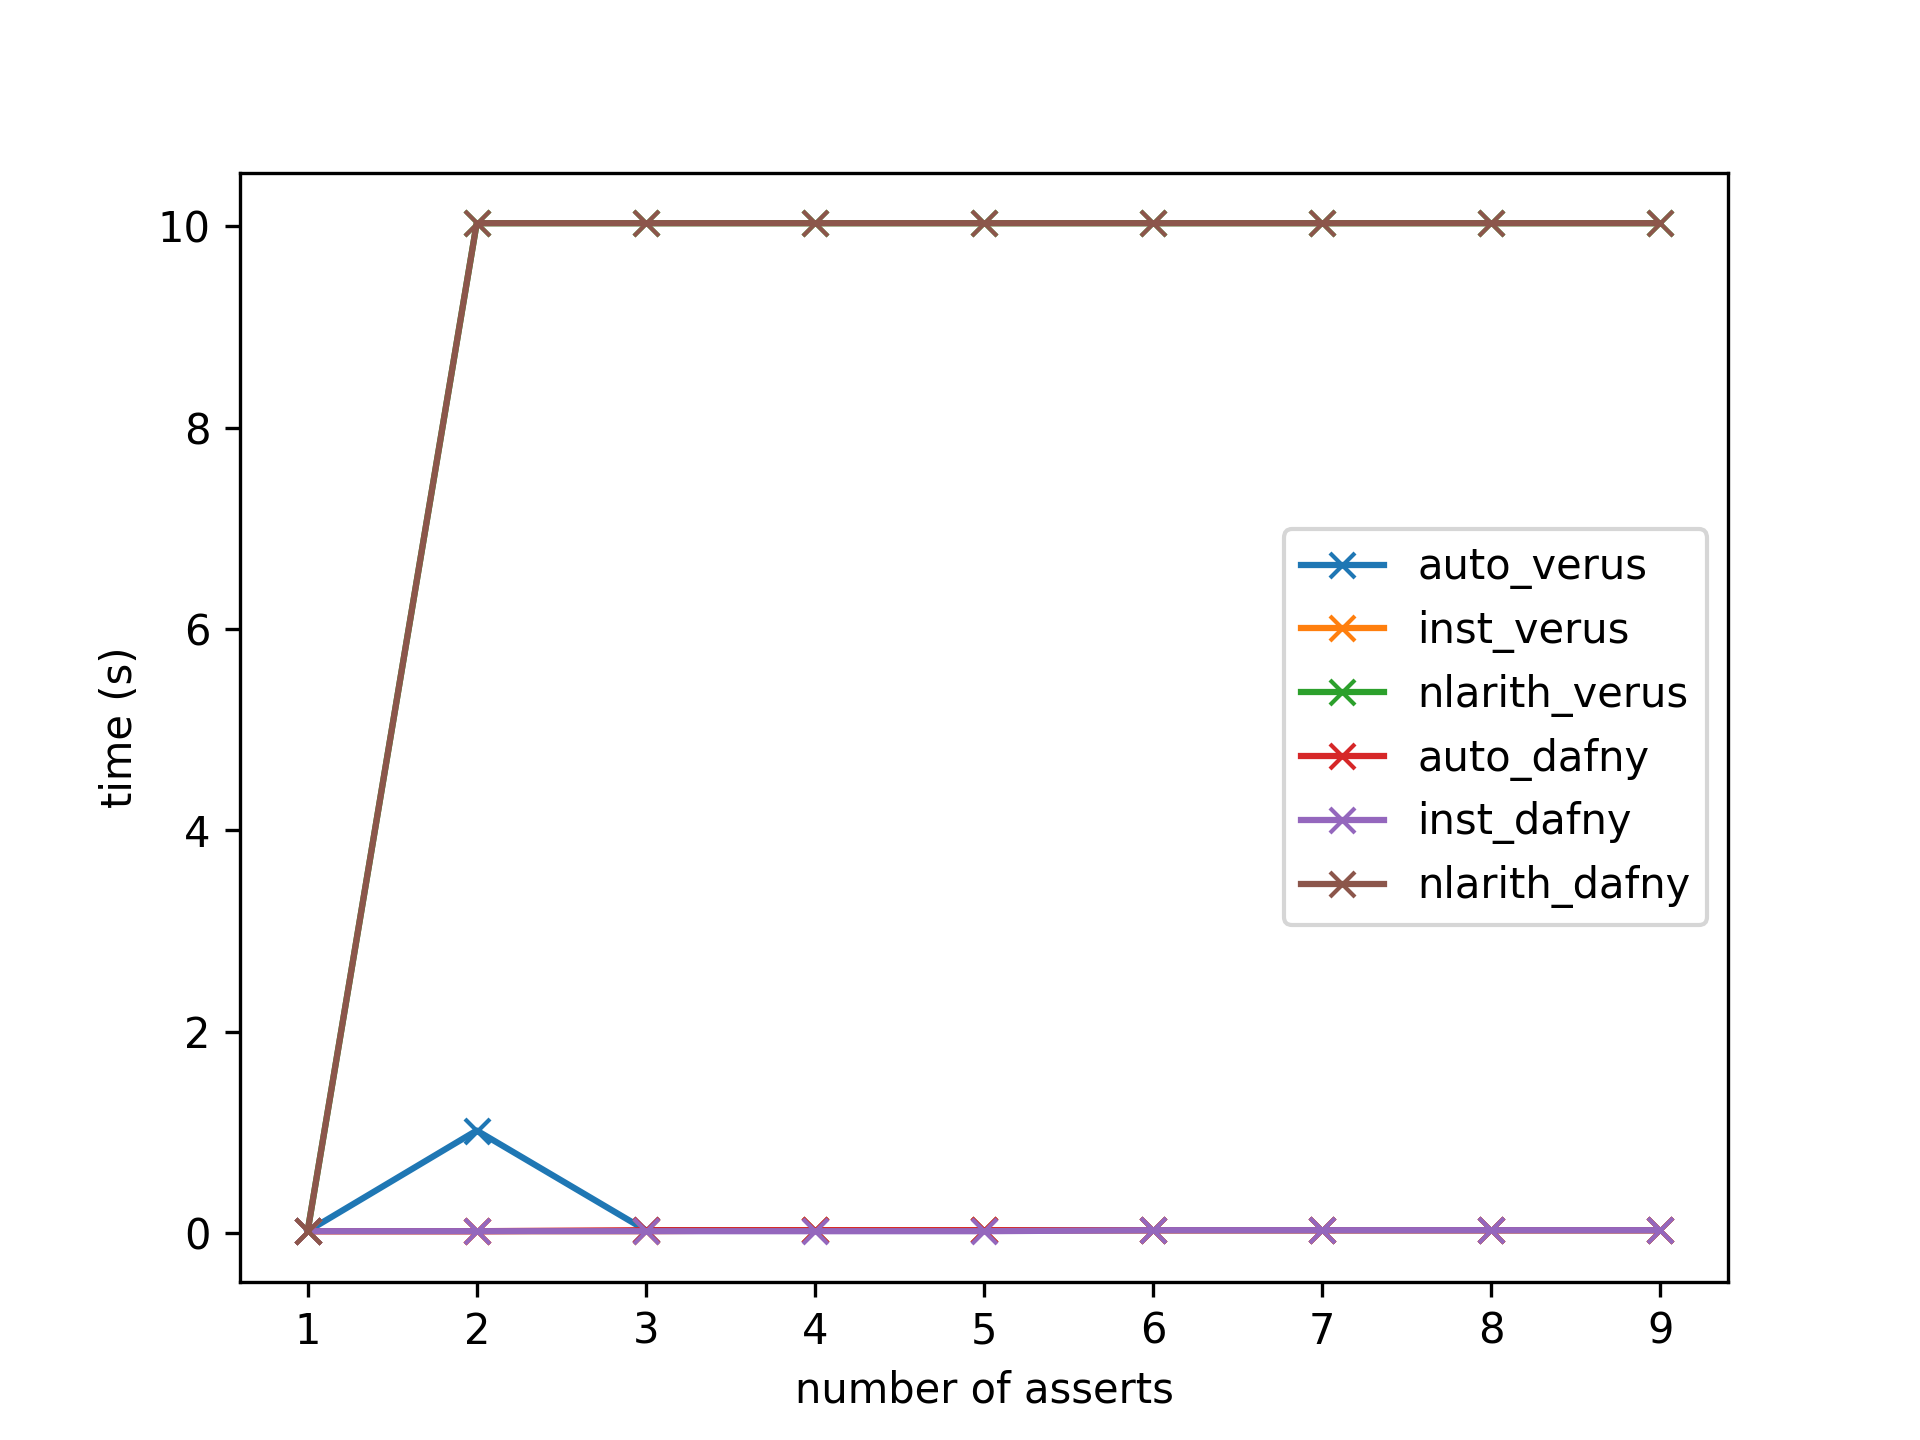 10
8
6
4
2
0
time (s)
auto_verus
inst_verus
nlarith_verus
auto_dafny
inst_dafny
nlarith_dafny
1 2 3 4 5 6 7 8 9
number of asserts